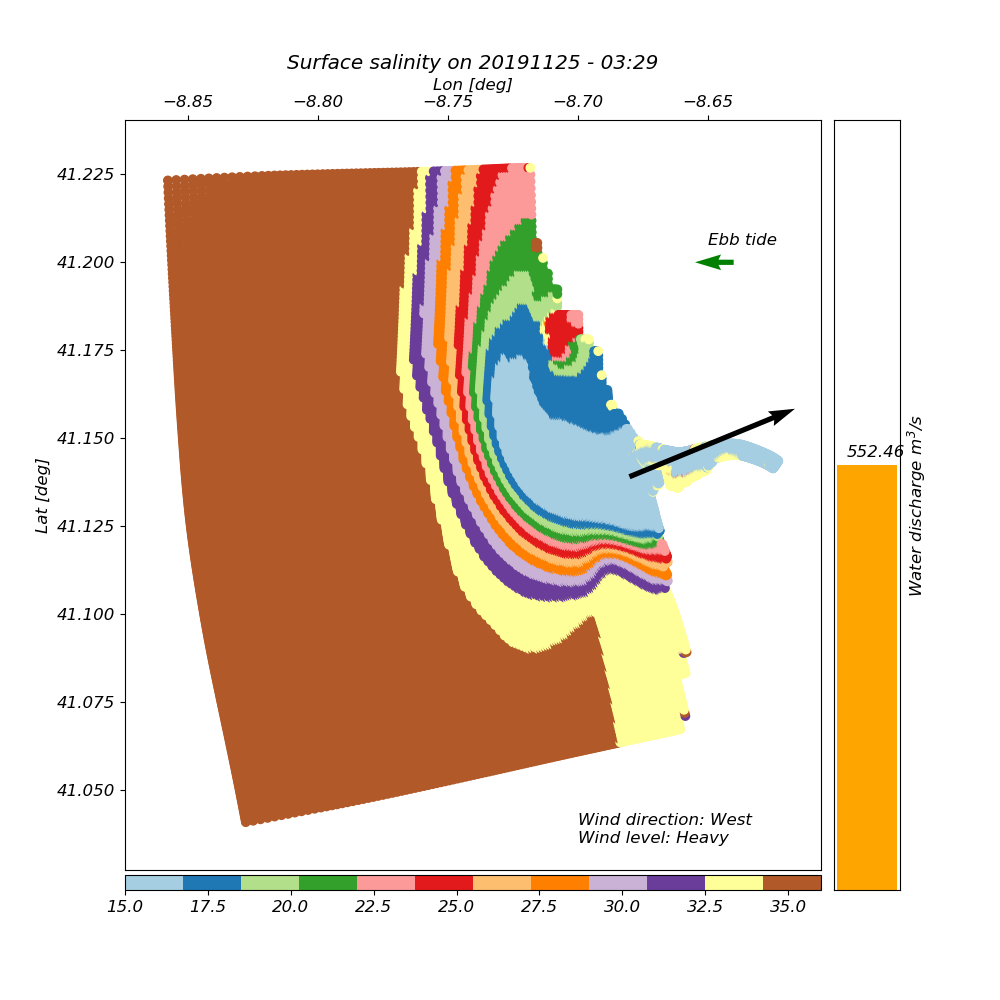 Surface salinity on 20191125 - 03:29
Lon [deg]
−8.85 −8.80 −8.75 −8.70 −8.65
41.225
41.200
41.175
41.150
41.125
41.100
41.075
41.050
Lat [deg]
Ebb tide
552.46
Water discharge m³/s
Wind direction: West
Wind level: Heavy
15.0 17.5 20.0 22.5 25.0 27.5 30.0 32.5 35.0